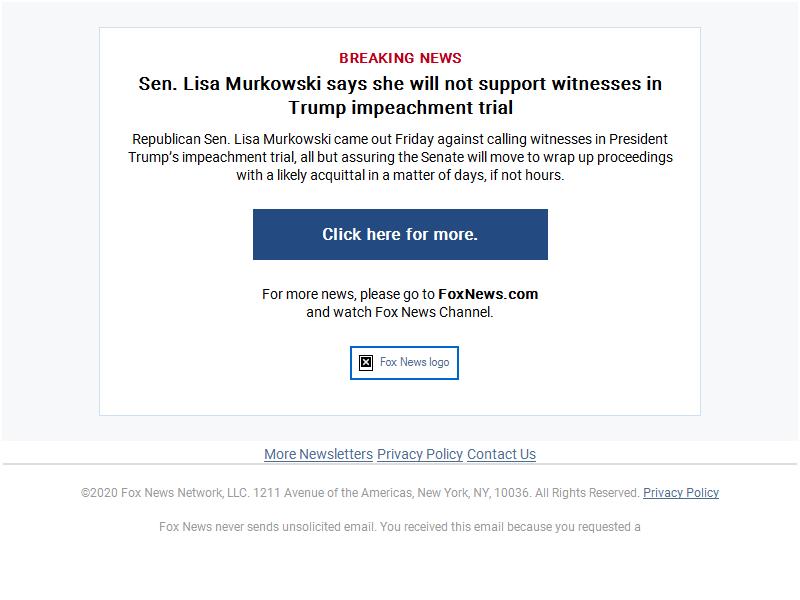 BREAKING NEWS
Sen. Lisa Murkowski says she will not support witnesses in
Trump impeachment trial
Republican Sen. Lisa Murkowski came out Friday against calling witnesses in President
Trump’s impeachment trial, all but assuring the Senate will move to wrap up proceedings
with a likely acquittal in a matter of days, if not hours.
Click here for more.
For more news, please go to FoxNews.com
and watch Fox News Channel.
Fox News logo
More Newsletters Privacy Policy Contact Us
©2020 Fox News Network, LLC. 1211 Avenue of the Americas, New York, NY, 10036. All Rights Reserved. Privacy Policy
Fox News never sends unsolicited email. You received this email because you requested a